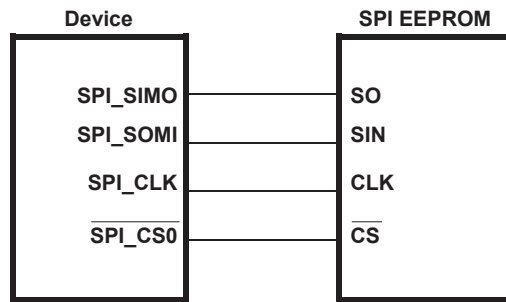 Device SPI EEPROM
SPI_SIMO SO
SPI_SOMI SIN
SPI_CLK CLK
SPI_CS0 CS